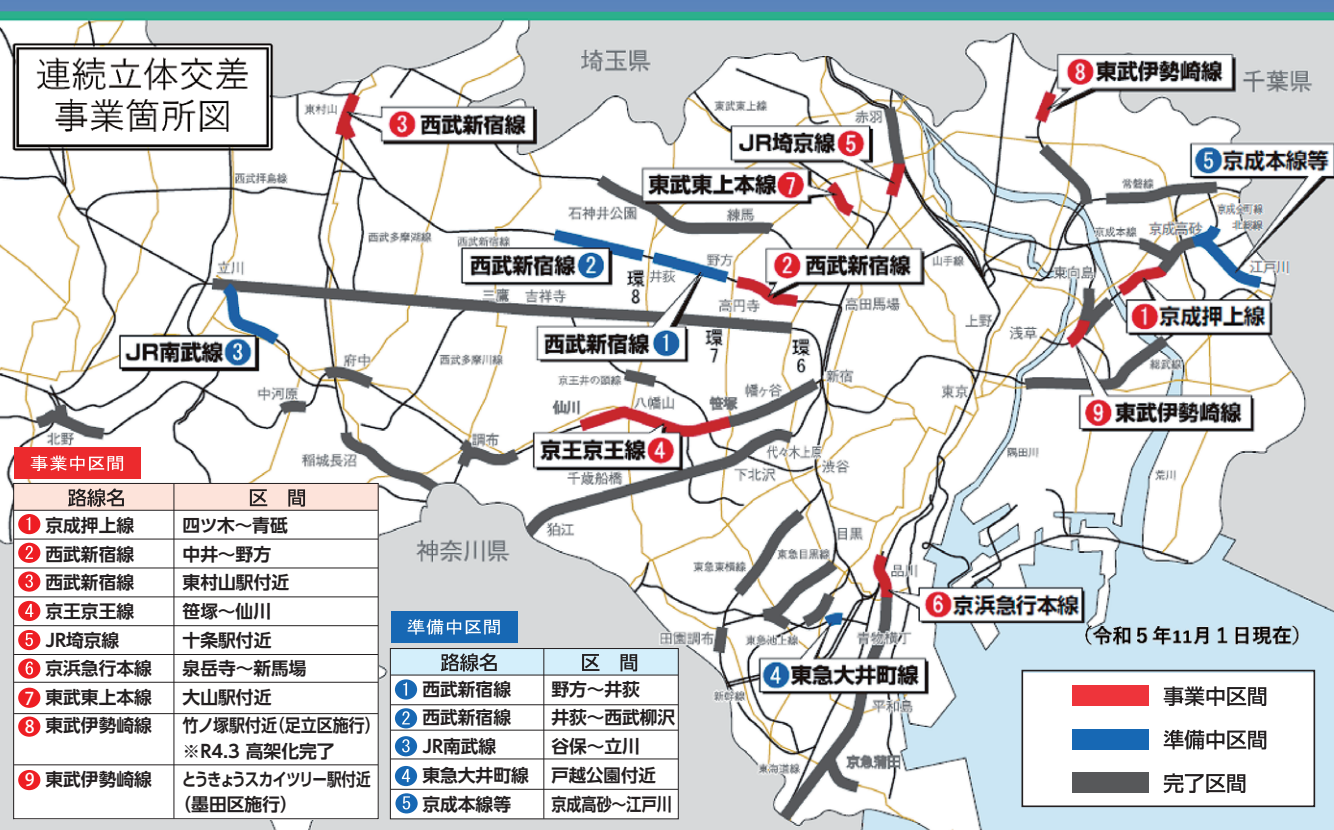 連続立体交差
事業箇所図
埼玉県
千葉県
神奈川県
❽東武伊勢崎線
❸西武新宿線
JR埼京線❺
東武東上本線❼
❺京成本線等
西武新宿線❷
❷西武新宿線
西武新宿線❶
❶京成押上線
JR南武線❸
❾東武伊勢崎線
京王京王線❹
❻京浜急行本線
❹東急大井町線
東村山
西武拝島線
西武多摩湖線
西武新宿線
東武東上線
赤羽
石神井公園
練馬
常磐線
京成金町線
北総線
京成本線
京成高砂
江戸川
東向島
山手線
立川
三鷹
吉祥寺
環8
井荻
野方
高円寺
環7
環6
高田馬場
上野
浅草
総武線
東京
新宿
府中
中河原
西武多摩川線
京王井の頭線
仙川
八幡山
笹塚
幡ヶ谷
代々木上原
渋谷
下北沢
千歳船橋
狛江
調布
稲城長沼
北野
隅田川
荒川
目黒
東急目黒線
東急東横線
品川
田園調布
東急池上線
青物横丁
新幹線
平和島
東海道線
京急蒲田
事業中区間
路線名 区 間
❶京成押上線 四ツ木～青砥
❷西武新宿線 中井～野方
❸西武新宿線 東村山駅付近
❹京王京王線 笹塚～仙川
❺JR埼京線 十条駅付近
❻京浜急行本線 泉岳寺～新馬場
❼東武東上本線 大山駅付近
❽東武伊勢崎線 竹ノ塚駅付近(足立区施行)
※R4.3 高架化完了
❾東武伊勢崎線 とうきょうスカイツリー駅付近
(墨田区施行)
準備中区間
路線名 区 間
❶西武新宿線 野方～井荻
❷西武新宿線 井荻～西武柳沢
❸JR南武線 谷保～立川
❹東急大井町線 戸越公園付近
❺京成本線等 京成高砂～江戸川
(令和5年11月1日現在)
事業中区間
準備中区間
完了区間